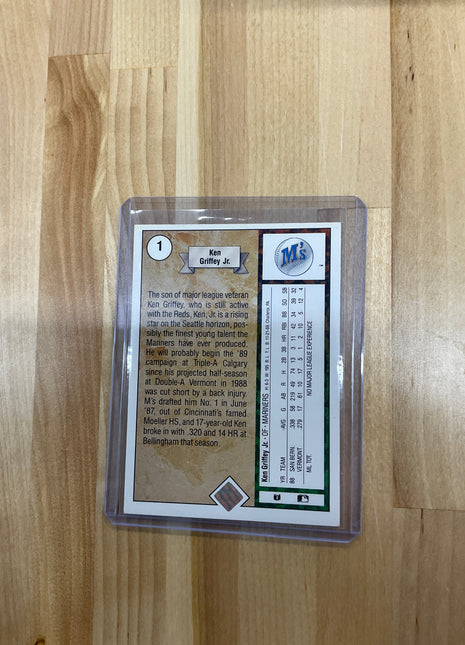 1
Ken
Griffey Jr.
The son of major league veteran
Ken Griffey, who is still active
with the Reds, Ken, Jr. is a rising
star on the Seattle horizon, pos-
sibly the finest young talent the
Mariners have ever produced.
He will probably begin the '89
campaign at Triple-A Calgary
since his projected half-season
at Double-A Vermont in 1988
was cut short by a back injury.
M's drafted him No. 1 in June
'87, out of Cincinnati's famed
Moeller HS, and 17-year-old Ken
broke in with .320 and 14 HR at
Bellingham that season.
M's
Ken Griffey Jr. • OF • MARINERS
YR TEAM AVG G AB R H 2B 3B HR RBI BB SO SB
88 SAN BERN. .338 58 219 49 74 13 3 11 42 34 39 32
VERMONT .279 17 61 10 17 5 1 2 10 5 12 4
MJL TOT. NO MAJOR LEAGUE EXPERIENCE